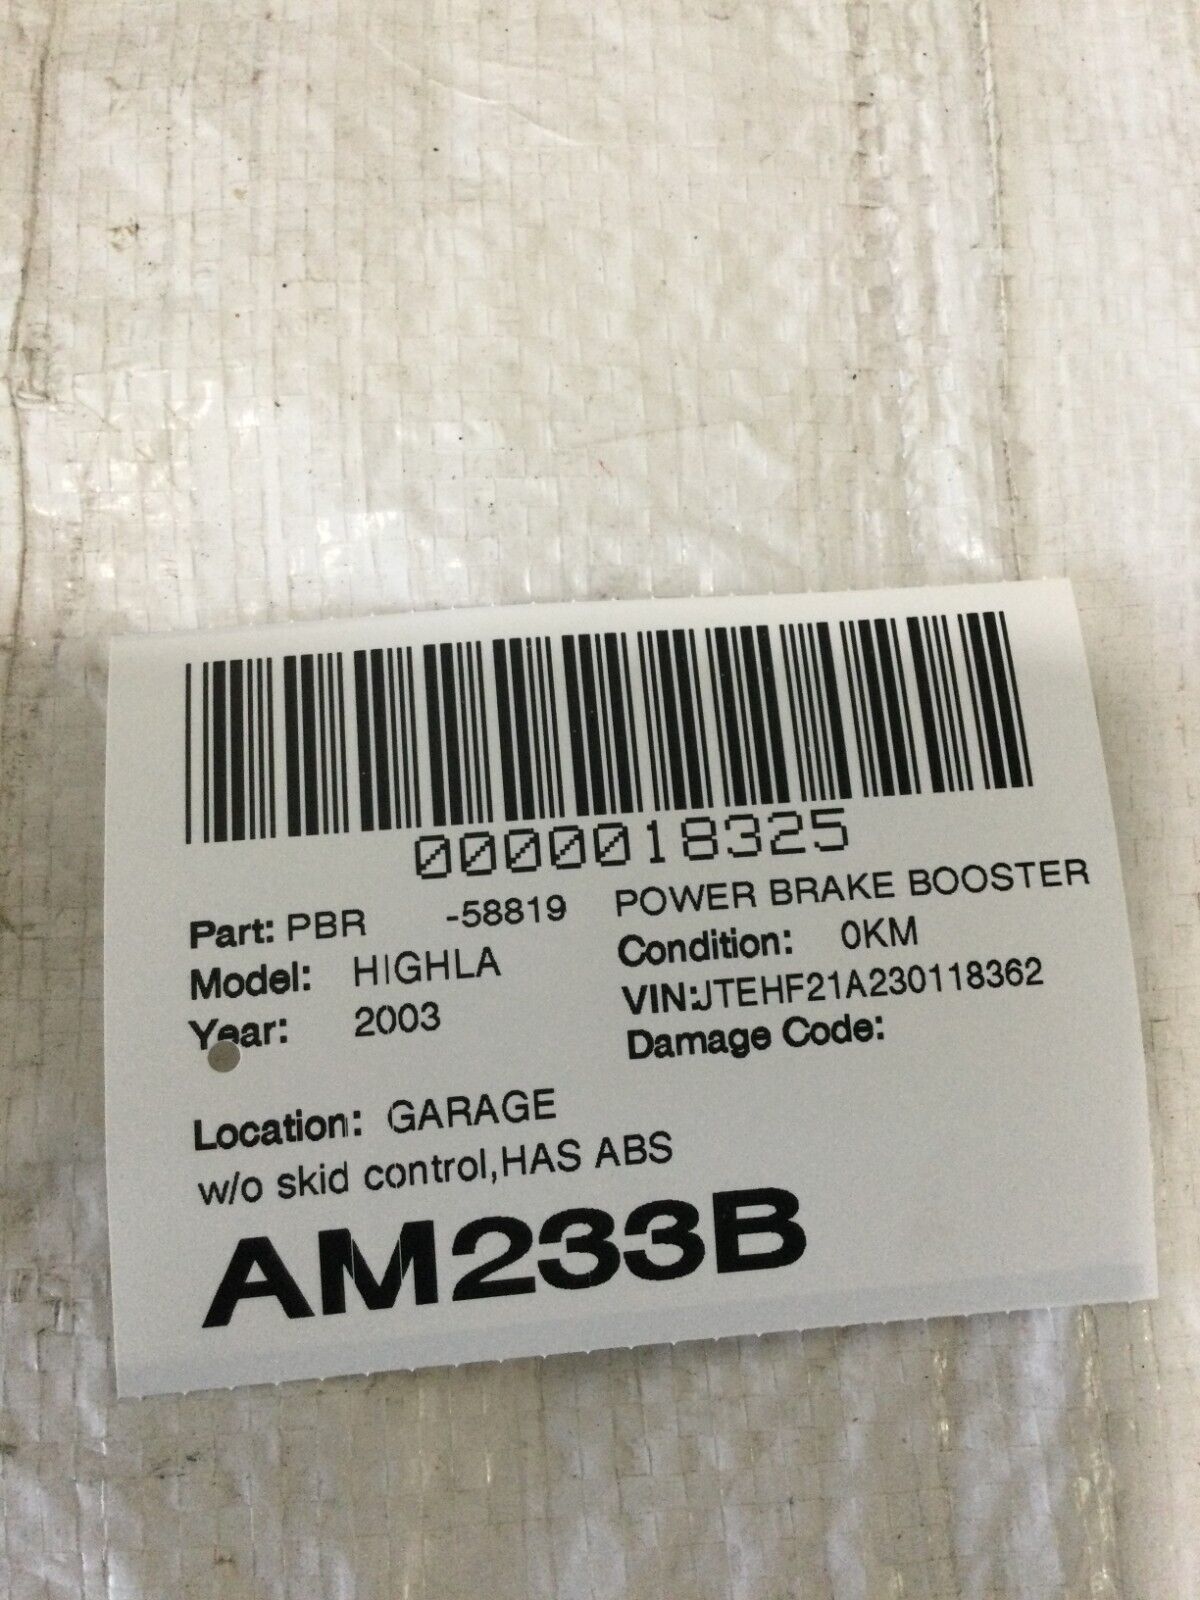 0000018325
Part: PBR -58819 POWER BRAKE BOOSTER
Model: HIGHLA Condition: 0KM
Year: 2003 VIN:JTEHF21A230118362
Damage Code:
Location: GARAGE
w/o skid control,HAS ABS
AM233B